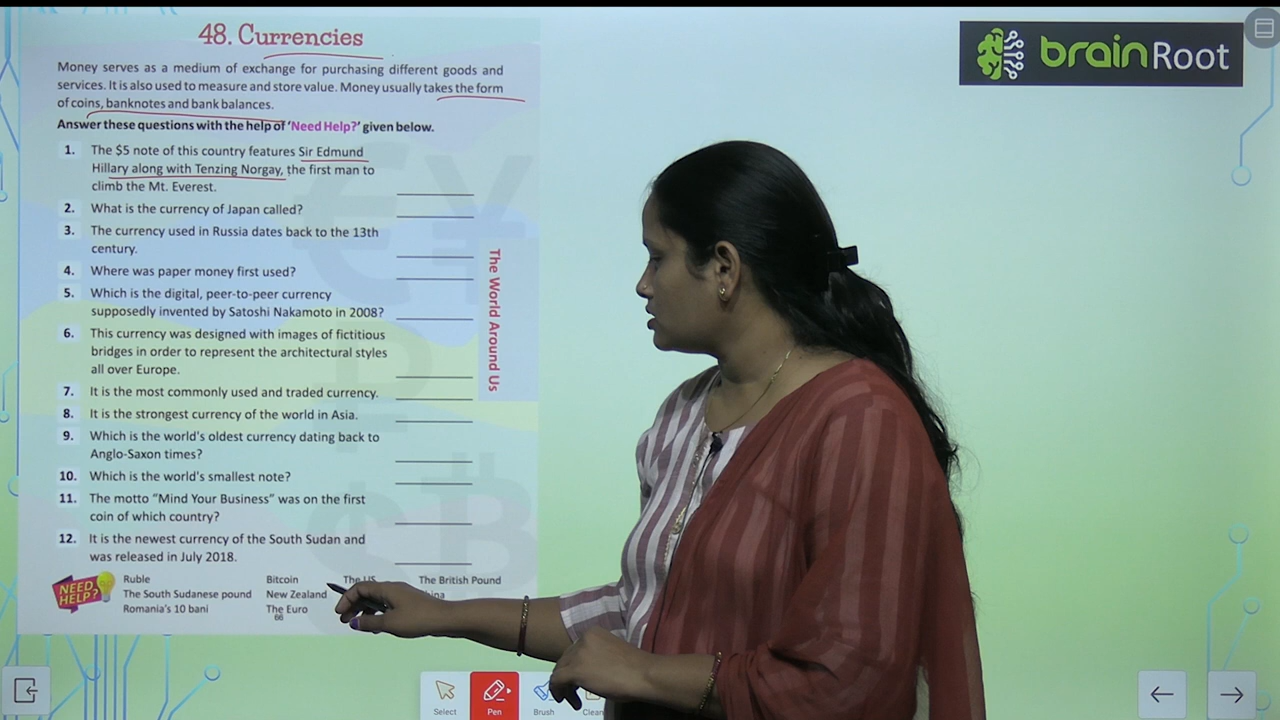 48. Currencies
Money serves as a medium of exchange for purchasing different goods and
services. It is also used to measure and store value. Money usually takes the form
of coins, banknotes and bank balances.
Answer these questions with the help of 'Need Help?' given below.
1. The $5 note of this country features Sir Edmund
Hillary along with Tenzing Norgay, the first man to
climb the Mt. Everest.
2. What is the currency of Japan called?
3. The currency used in Russia dates back to the 13th
century.
4. Where was paper money first used?
5. Which is the digital, peer-to-peer currency
supposedly invented by Satoshi Nakamoto in 2008?
6. This currency was designed with images of fictitious
bridges in order to represent the architectural styles
all over Europe.
7. It is the most commonly used and traded currency.
8. It is the strongest currency of the world in Asia.
9. Which is the world's oldest currency dating back to
Anglo-Saxon times?
10. Which is the world's smallest note?
11. The motto "Mind Your Business" was on the first
coin of which country?
12. It is the newest currency of the South Sudan and
was released in July 2018.
The World Around Us
NEED HELP?
Ruble Bitcoin The US The British Pound
The South Sudanese pound New Zealand
Romania's 10 bani The Euro
66
brainRoot
Select Pen Brush Clean